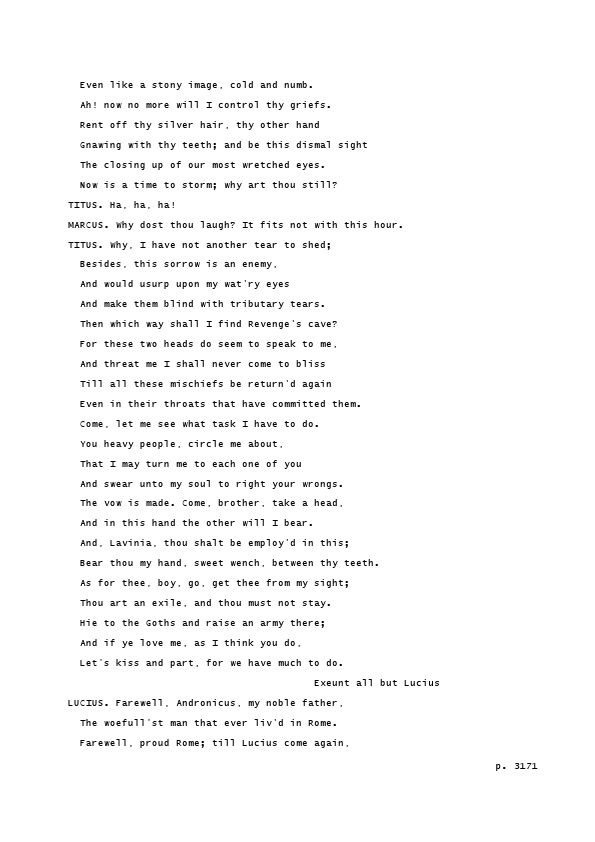 Even like a stony image, cold and numb.
Ah! now no more will I control thy griefs.
Rent off thy silver hair, thy other hand
Gnawing with thy teeth; and be this dismal sight
The closing up of our most wretched eyes.
Now is a time to storm; why art thou still?
TITUS. Ha, ha, ha!
MARCUS. Why dost thou laugh? It fits not with this hour.
TITUS. Why, I have not another tear to shed;
Besides, this sorrow is an enemy,
And would usurp upon my wat'ry eyes
And make them blind with tributary tears.
Then which way shall I find Revenge's cave?
For these two heads do seem to speak to me,
And threat me I shall never come to bliss
Till all these mischiefs be return'd again
Even in their throats that have committed them.
Come, let me see what task I have to do.
You heavy people, circle me about,
That I may turn me to each one of you
And swear unto my soul to right your wrongs.
The vow is made. Come, brother, take a head,
And in this hand the other will I bear.
And, Lavinia, thou shalt be employ'd in this;
Bear thou my hand, sweet wench, between thy teeth.
As for thee, boy, go, get thee from my sight;
Thou art an exile, and thou must not stay.
Hie to the Goths and raise an army there;
And if ye love me, as I think you do,
Let's kiss and part, for we have much to do.
Exeunt all but Lucius
LUCIUS. Farewell, Andronicus, my noble father,
The woefull'st man that ever liv'd in Rome.
Farewell, proud Rome; till Lucius come again,
p. 3171